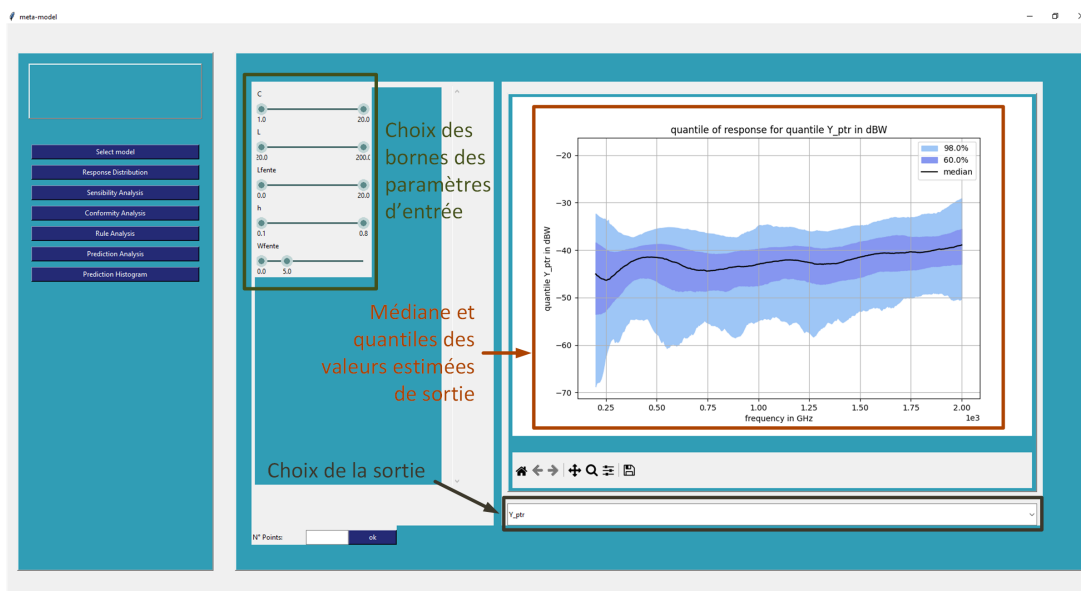 meta-model
Select model
Response Distribution
Sensibility Analysis
Conformity Analysis
Rule Analysis
Prediction Analysis
Prediction Histogram
C
1.0 20.0
L
20.0 200.0
Lfente
0.0 20.0
h
0.1 0.8
Wfente
0.0 5.0
Choix des
bornes des
paramètres
d'entrée
Médiane et
quantiles des
valeurs estimées
de sortie
Choix de la sortie
N° Points:
ok
quantile of response for quantile Y_ptr in dBW
98.0%
60.0%
median
quantile Y_ptr in dBW
−20
−30
−40
−50
−60
−70
0.25 0.50 0.75 1.00 1.25 1.50 1.75 2.00
frequency in GHz
1e3
Y_ptr